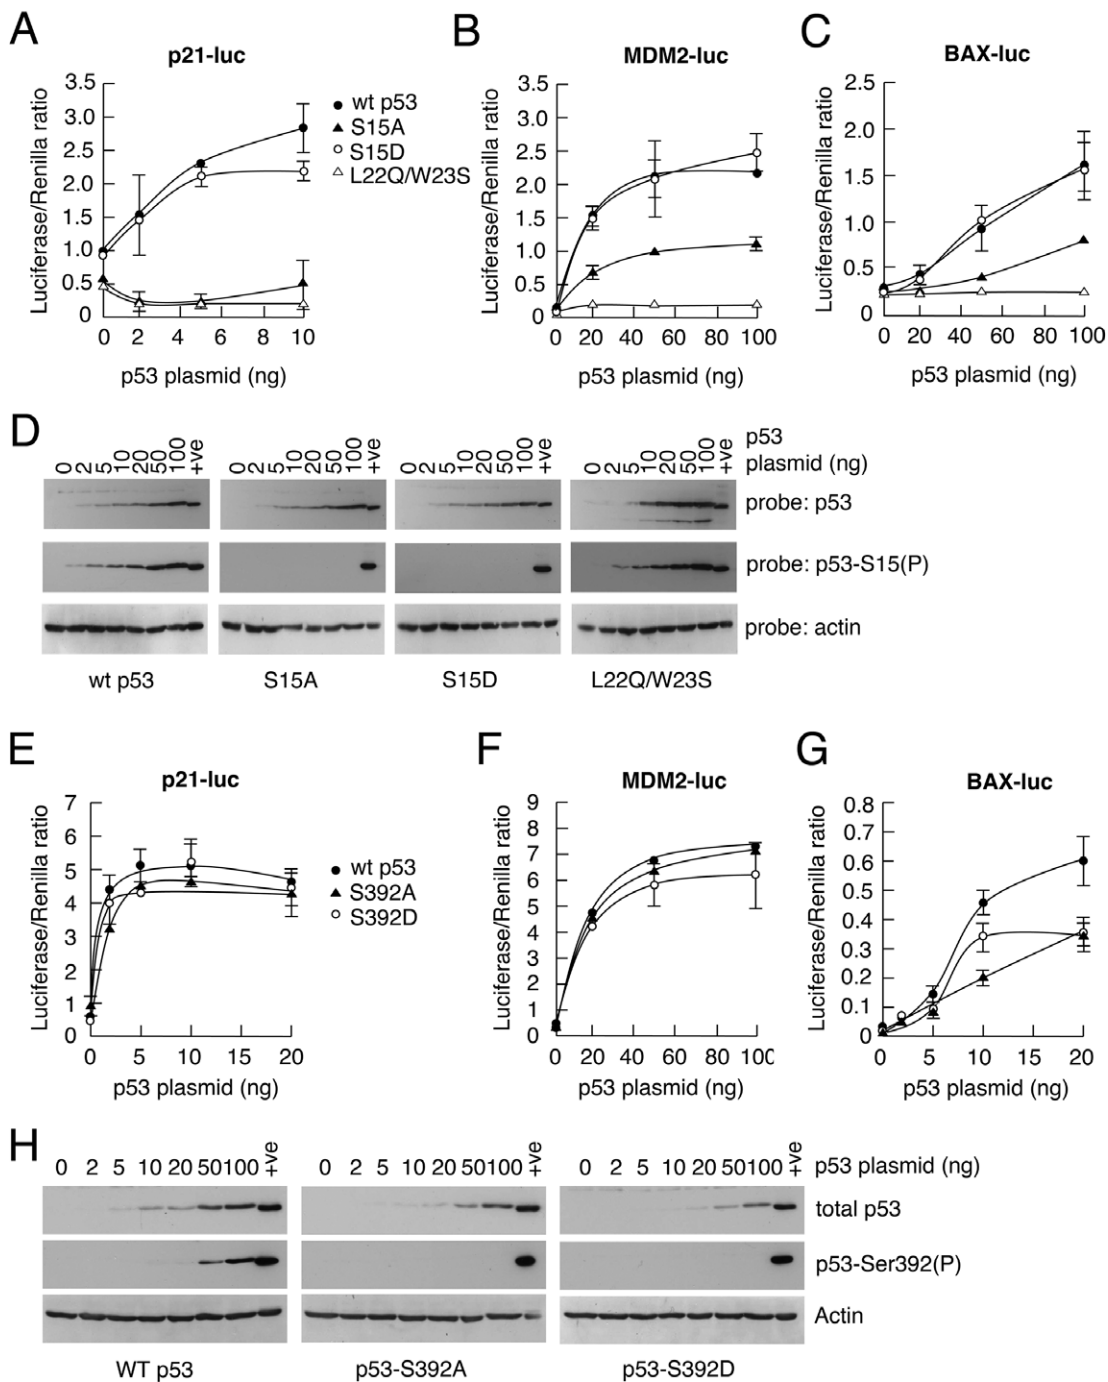 A
p21-luc
Luciferase/Renilla ratio
3.5
3.0
2.5
2.0
1.5
1.0
0.5
0
0 2 4 6 8 10
p53 plasmid (ng)
wt p53
S15A
S15D
L22Q/W23S
B
MDM2-luc
Luciferase/Renilla ratio
3.5
3.0
2.5
2.0
1.5
1.0
0.5
0
0 20 40 60 80 100
p53 plasmid (ng)
C
BAX-luc
Luciferase/Renilla ratio
2.5
2.0
1.5
1.0
0.5
0
0 20 40 60 80 100
p53 plasmid (ng)
D
0 2 5 10 20 50 100 +ve
0 2 5 10 20 50 100 +ve
0 2 5 10 20 50 100 +ve
0 2 5 10 20 50 100 +ve
p53
plasmid (ng)
probe: p53
probe: p53-S15(P)
probe: actin
wt p53
S15A
S15D
L22Q/W23S
E
p21-luc
Luciferase/Renilla ratio
7
6
5
4
3
2
1
0
0 5 10 15 20
p53 plasmid (ng)
wt p53
S392A
S392D
F
MDM2-luc
Luciferase/Renilla ratio
9
8
7
6
5
4
3
2
1
0
0 20 40 60 80 100
p53 plasmid (ng)
G
BAX-luc
Luciferase/Renilla ratio
0.8
0.7
0.6
0.5
0.4
0.3
0.2
0.1
0
0 5 10 15 20
p53 plasmid (ng)
H
0 2 5 10 20 50 100 +ve
0 2 5 10 20 50 100 +ve
0 2 5 10 20 50 100 +ve
p53 plasmid (ng)
total p53
p53-Ser392(P)
Actin
WT p53
p53-S392A
p53-S392D